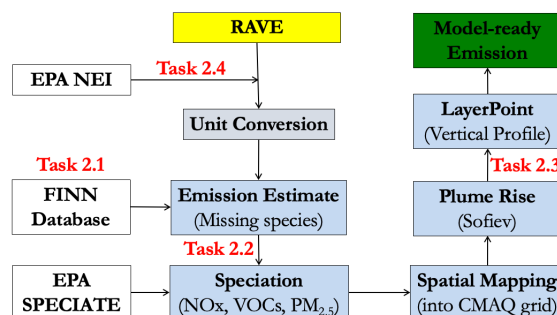 RAVE
Model-ready
Emission
Task 2.4
EPA NEI
LayerPoint
(Vertical Profile)
Unit Conversion
Task 2.1
Task 2.3
FINN
Database
Emission Estimate
(Missing species)
Plume Rise
(Sofiev)
Task 2.2
EPA
SPECIATE
Speciation
(NOx, VOCs, PM2.5)
Spatial Mapping
(into CMAQ grid)